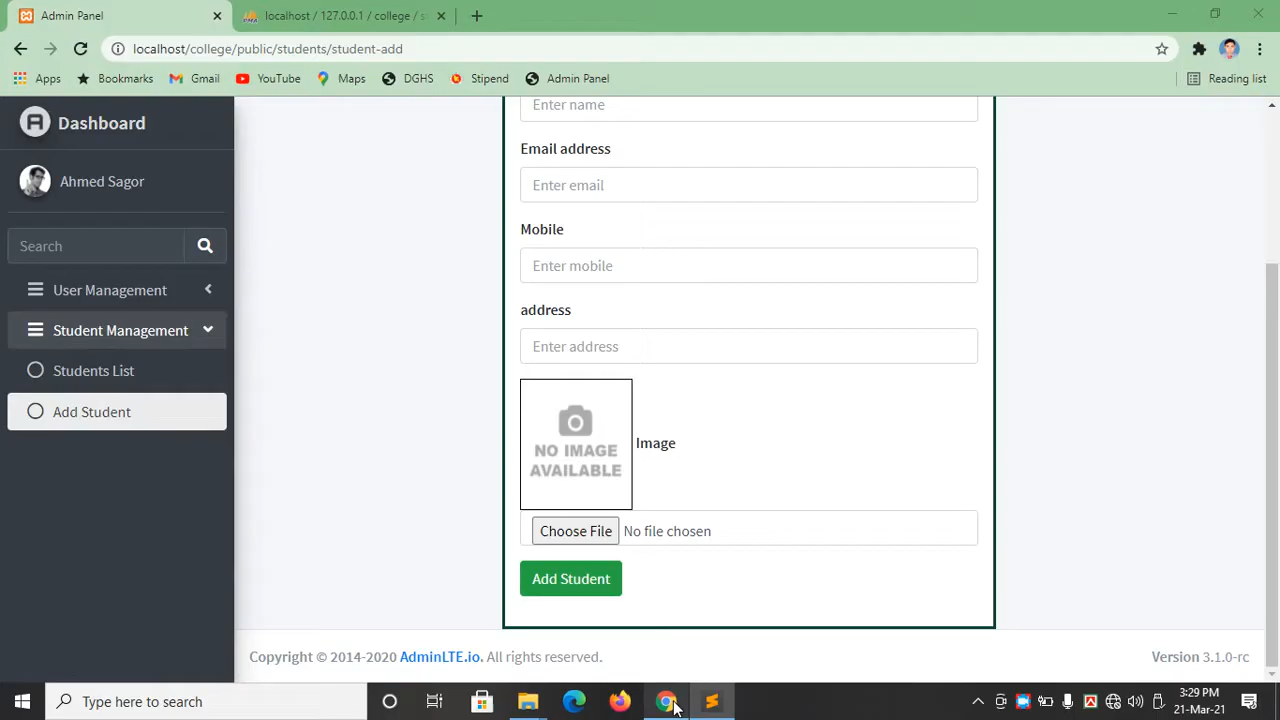 Admin Panel
localhost / 127.0.0.1 / college / s
localhost/college/public/students/student-add
Apps
Bookmarks
Gmail
YouTube
Maps
DGHS
Stipend
Admin Panel
Reading list
Dashboard
Ahmed Sagor
Search
User Management
Student Management
Students List
Add Student
Enter name
Email address
Enter email
Mobile
Enter mobile
address
Enter address
NO IMAGE
AVAILABLE
Image
Choose File No file chosen
Add Student
Copyright © 2014-2020 AdminLTE.io. All rights reserved.
Version 3.1.0-rc
Type here to search
3:29 PM
21-Mar-21